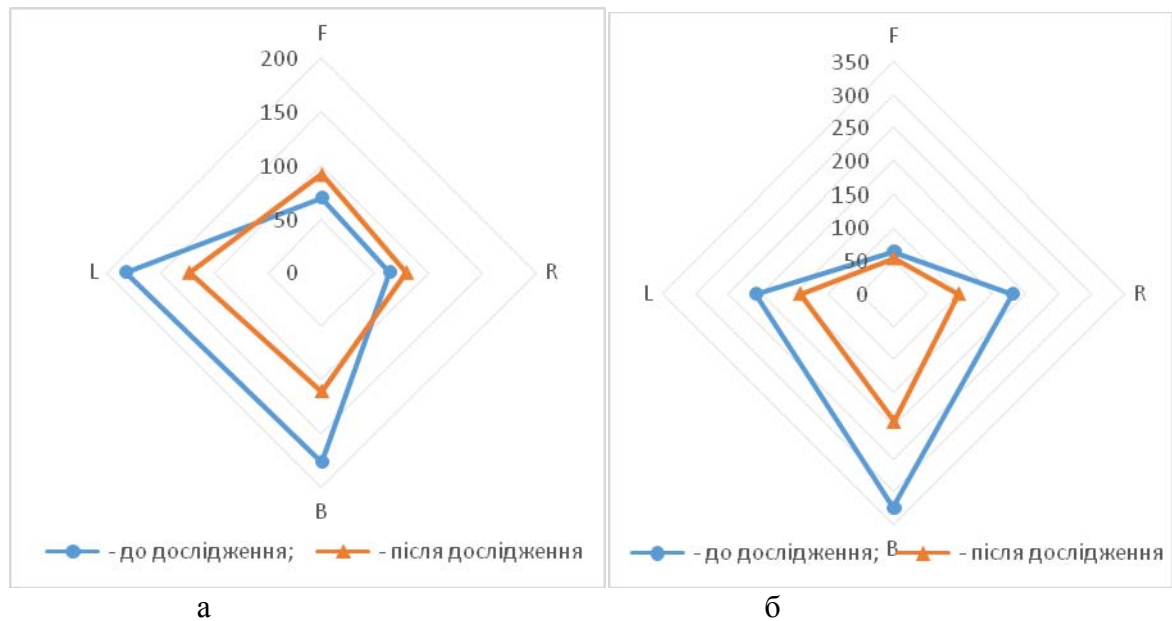 F
200
150
100
50
0
L
R
B
- до дослідження; - після дослідження
а
F
350
300
250
200
150
100
50
0
L
R
B
- до дослідження; - після дослідження
б